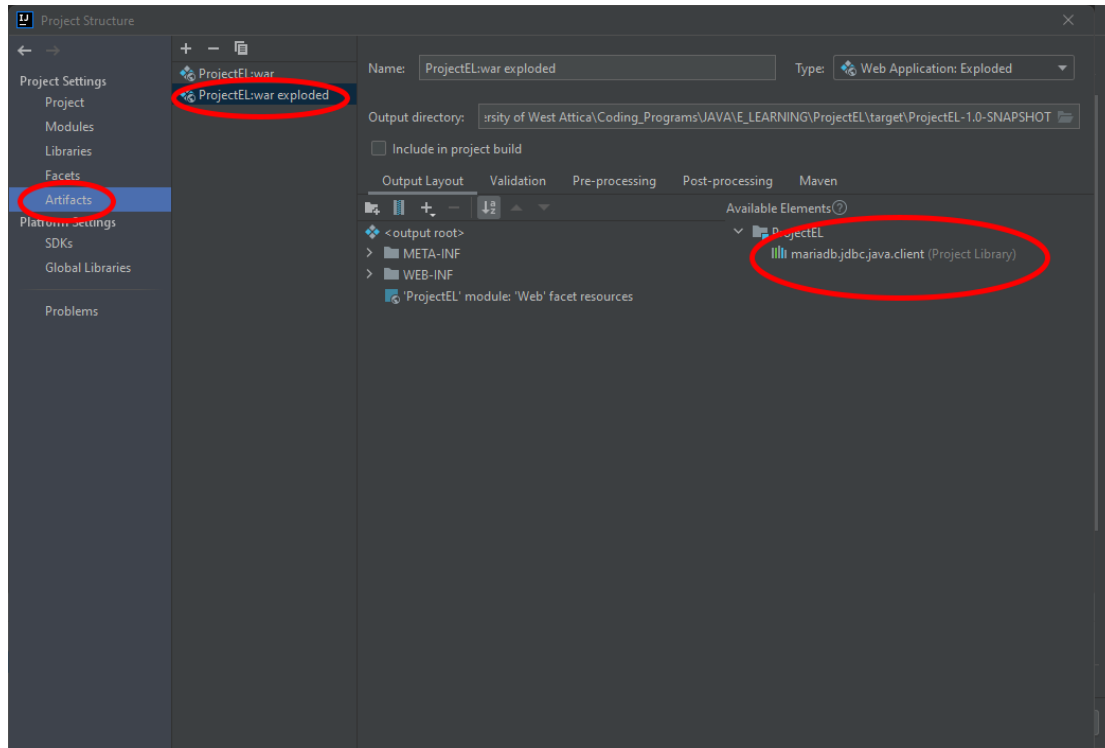 Project Structure
Project Settings
Project
Modules
Libraries
Facets
Artifacts
Platform Settings
SDKs
Global Libraries
Problems
ProjectEL:war
ProjectEL:war exploded
Name: ProjectEL:war exploded Type: Web Application: Exploded
Output directory: ersity of West Attica\Coding_Programs\JAVA\E_LEARNING\ProjectEL\target\ProjectEL-1.0-SNAPSHOT
Include in project build
Output Layout Validation Pre-processing Post-processing Maven
Available Elements
<output root>
META-INF
WEB-INF
'ProjectEL' module: 'Web' facet resources
ProjectEL
mariadb.jdbc.java.client (Project Library)